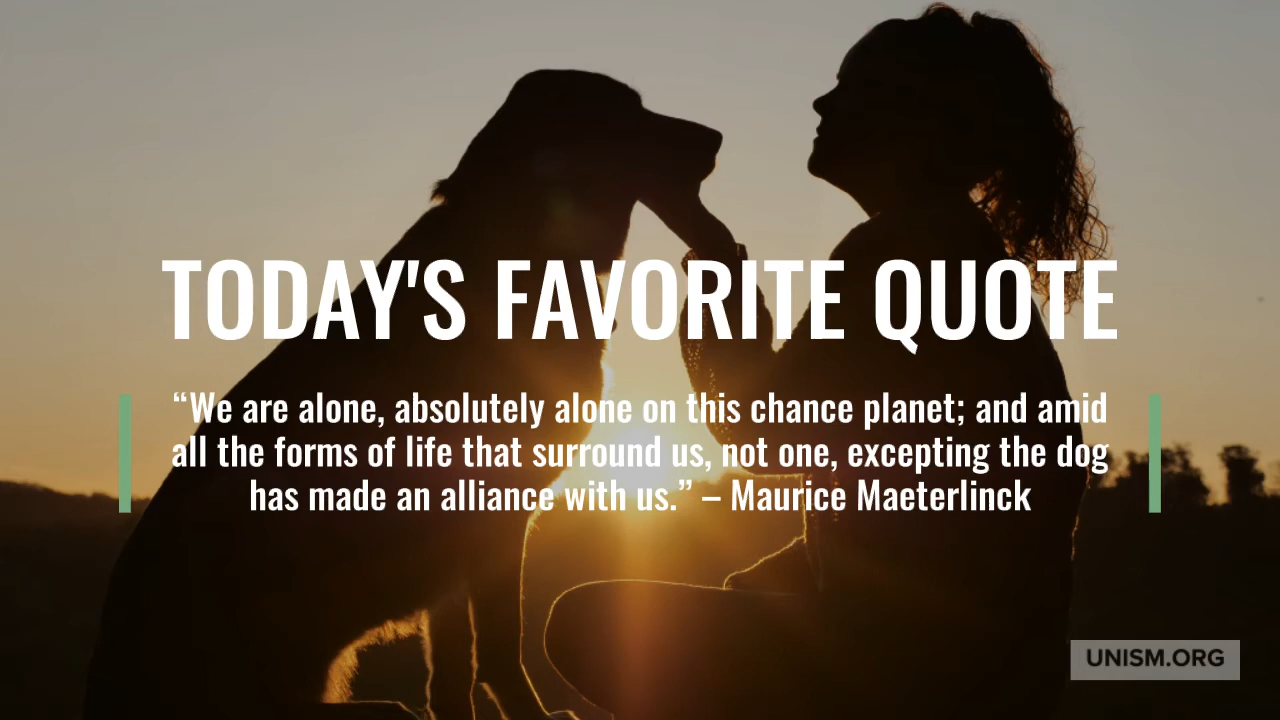 TODAY'S FAVORITE QUOTE
“We are alone, absolutely alone on this chance planet; and amid
all the forms of life that surround us, not one, excepting the dog
has made an alliance with us.” – Maurice Maeterlinck
UNISM.ORG